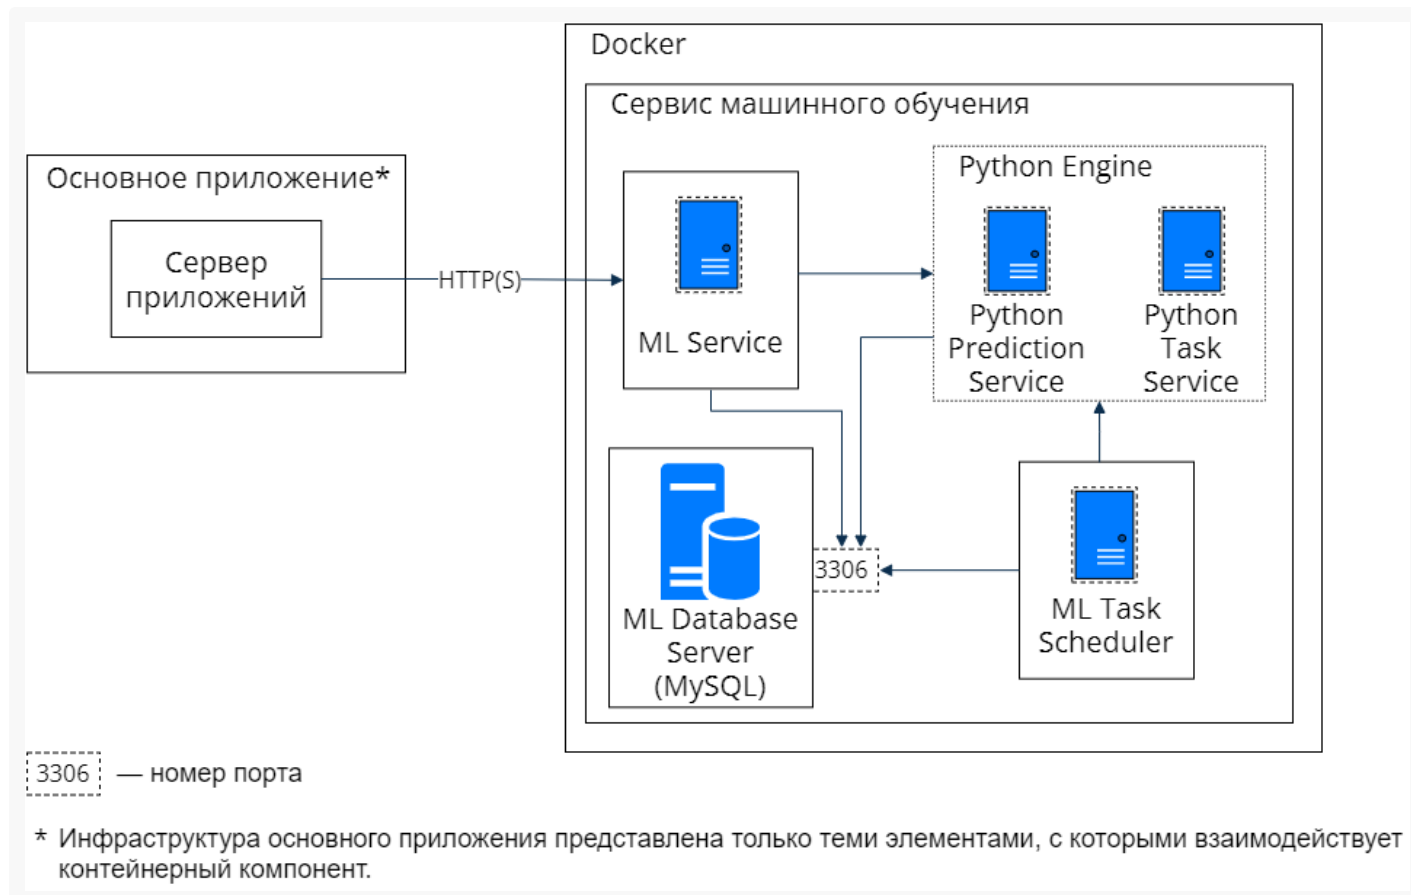 Docker
Сервис машинного обучения
Основное приложение*
Сервер
приложений
HTTP(S)
ML Service
Python Engine
Python
Prediction
Service
Python
Task
Service
ML Database
Server
(MySQL)
3306
ML Task
Scheduler
3306 — номер порта
* Инфраструктура основного приложения представлена только теми элементами, с которыми взаимодействует
контейнерный компонент.